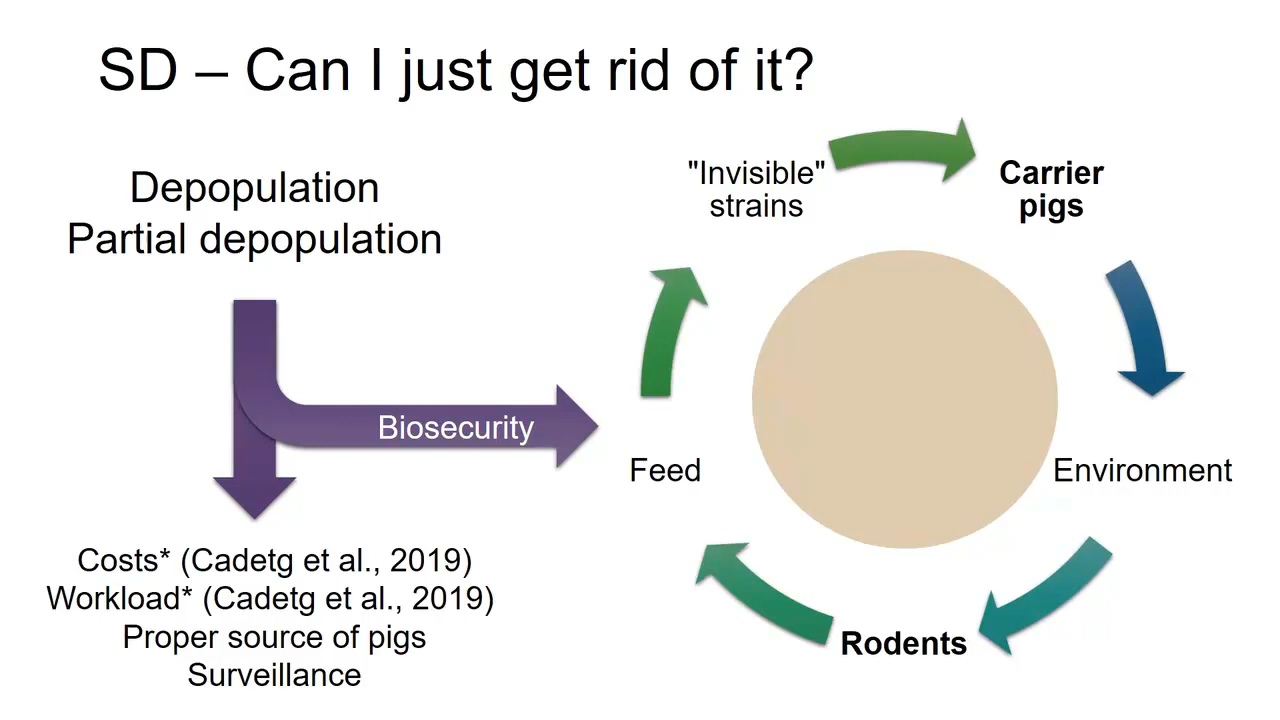 SD – Can I just get rid of it?
Depopulation
Partial depopulation
Biosecurity
Costs* (Cadetg et al., 2019)
Workload* (Cadetg et al., 2019)
Proper source of pigs
Surveillance
"Invisible"
strains
Carrier
pigs
Environment
Rodents
Feed